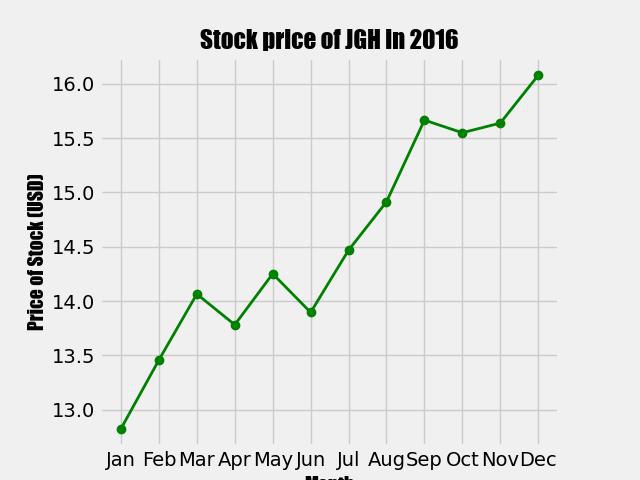 Stock price of JGH in 2016
Price of Stock (USD)
16.0
15.5
15.0
14.5
14.0
13.5
13.0
Jan Feb Mar Apr May Jun Jul Aug Sep Oct Nov Dec
Month